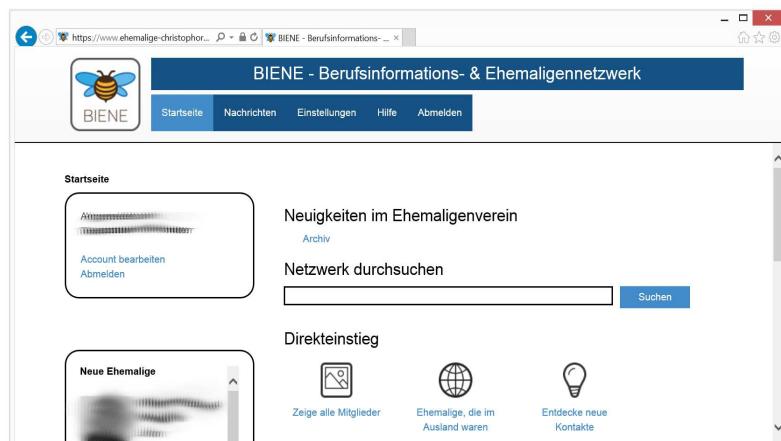 https://www.ehemalige-christophor...
BIENE - Berufsinformations- ...
BIENE - Berufsinformations- & Ehemaligennetzwerk
BIENE
Startseite Nachrichten Einstellungen Hilfe Abmelden
Startseite
Account bearbeiten
Abmelden
Neuigkeiten im Ehemaligenverein
Archiv
Netzwerk durchsuchen
Suchen
Direkteinstieg
Zeige alle Mitglieder
Ehemalige, die im
Ausland waren
Entdecke neue
Kontakte
Neue Ehemalige